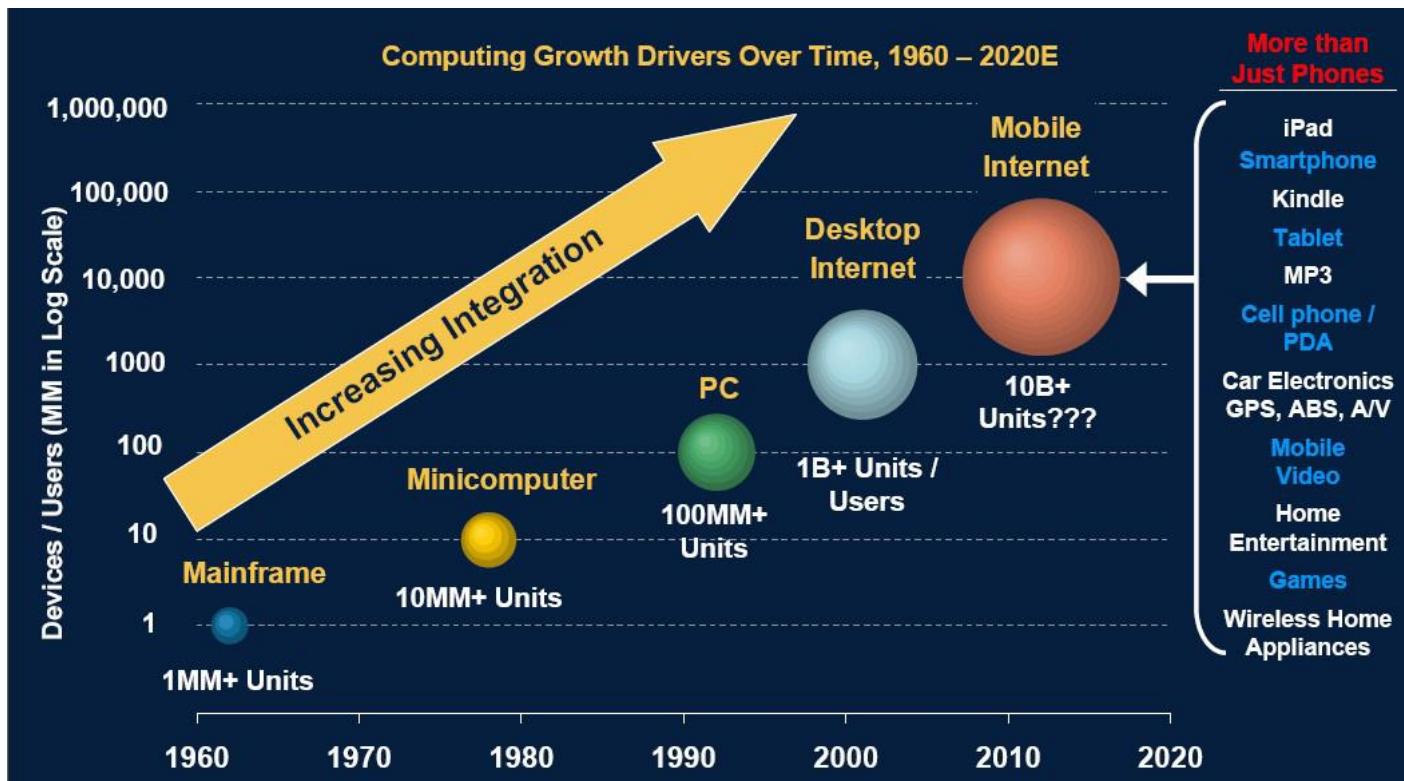 Computing Growth Drivers Over Time, 1960 – 2020E
More than
Just Phones
Devices / Users (MM in Log Scale)
1,000,000
100,000
10,000
1000
100
10
1
Increasing Integration
Mainframe
1MM+ Units
Minicomputer
10MM+ Units
PC
100MM+
Units
Desktop
Internet
1B+ Units /
Users
Mobile
Internet
10B+
Units???
iPad
Smartphone
Kindle
Tablet
MP3
Cell phone /
PDA
Car Electronics
GPS, ABS, A/V
Mobile
Video
Home
Entertainment
Games
Wireless Home
Appliances
1960
1970
1980
1990
2000
2010
2020